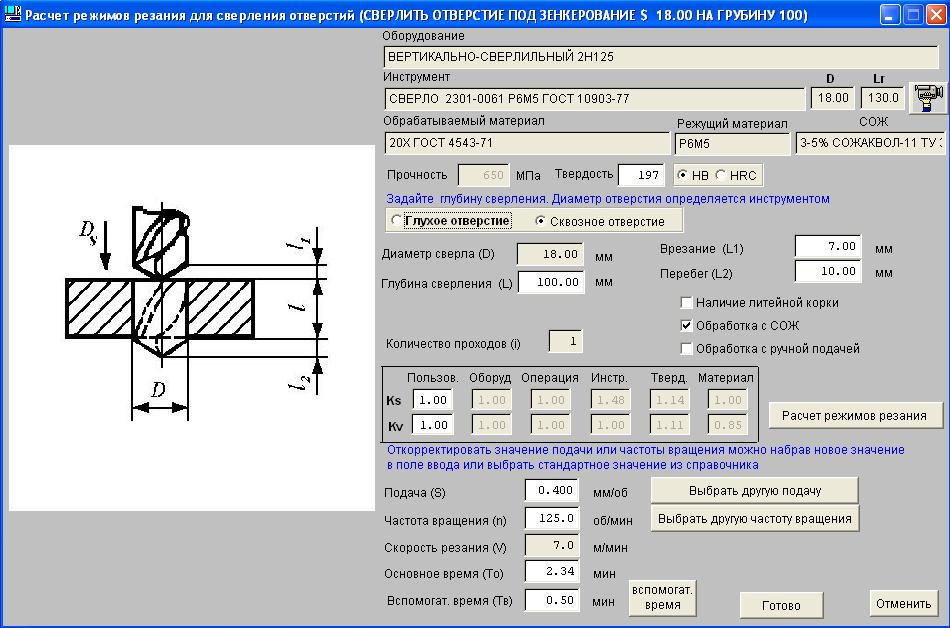 Расчет режимов резания для сверления отверстий (СВЕРЛИТЬ ОТВЕРСТИЕ ПОД ЗЕНКЕРОВАНИЕ $ 18.00 НА ГРУБИНУ 100)
Оборудование
ВЕРТИКАЛЬНО-СВЕРЛИЛЬНЫЙ 2Н125
Инструмент D Lr
СВЕРЛО 2301-0061 Р6М5 ГОСТ 10903-77 18.00 130.0
Обрабатываемый материал Режущий материал СОЖ
20Х ГОСТ 4543-71 Р6М5 3-5% СОЖАКВОЛ-11 ТУ
Прочность 650 МПа Твердость 197 HB HRC
Задайте глубину сверления. Диаметр отверстия определяется инструментом
Глухое отверстие Сквозное отверстие
Диаметр сверла (D) 18.00 мм Врезание (L1) 7.00 мм
Глубина сверления (L) 100.00 мм Перебег (L2) 10.00 мм
Наличие литейной корки
Обработка с СОЖ
Количество проходов (i) 1 Обработка с ручной подачей
Ds l1
l
D l2
Пользов. Оборуд Операция Инстр. Тверд. Материал
Ks 1.00 1.00 1.00 1.48 1.14 1.00
Kv 1.00 1.00 1.00 1.00 1.11 0.85
Расчет режимов резания
Откорректировать значение подачи или частоты вращения можно набрав новое значение
в поле ввода или выбрать стандартное значение из справочника
Подача (S) 0.400 мм/об Выбрать другую подачу
Частота вращения (n) 125.0 об/мин Выбрать другую частоту вращения
Скорость резания (V) 7.0 м/мин
Основное время (То) 2.34 мин
Вспомогат. время (Тв) 0.50 мин
вспомогат.
время
Готово
Отменить